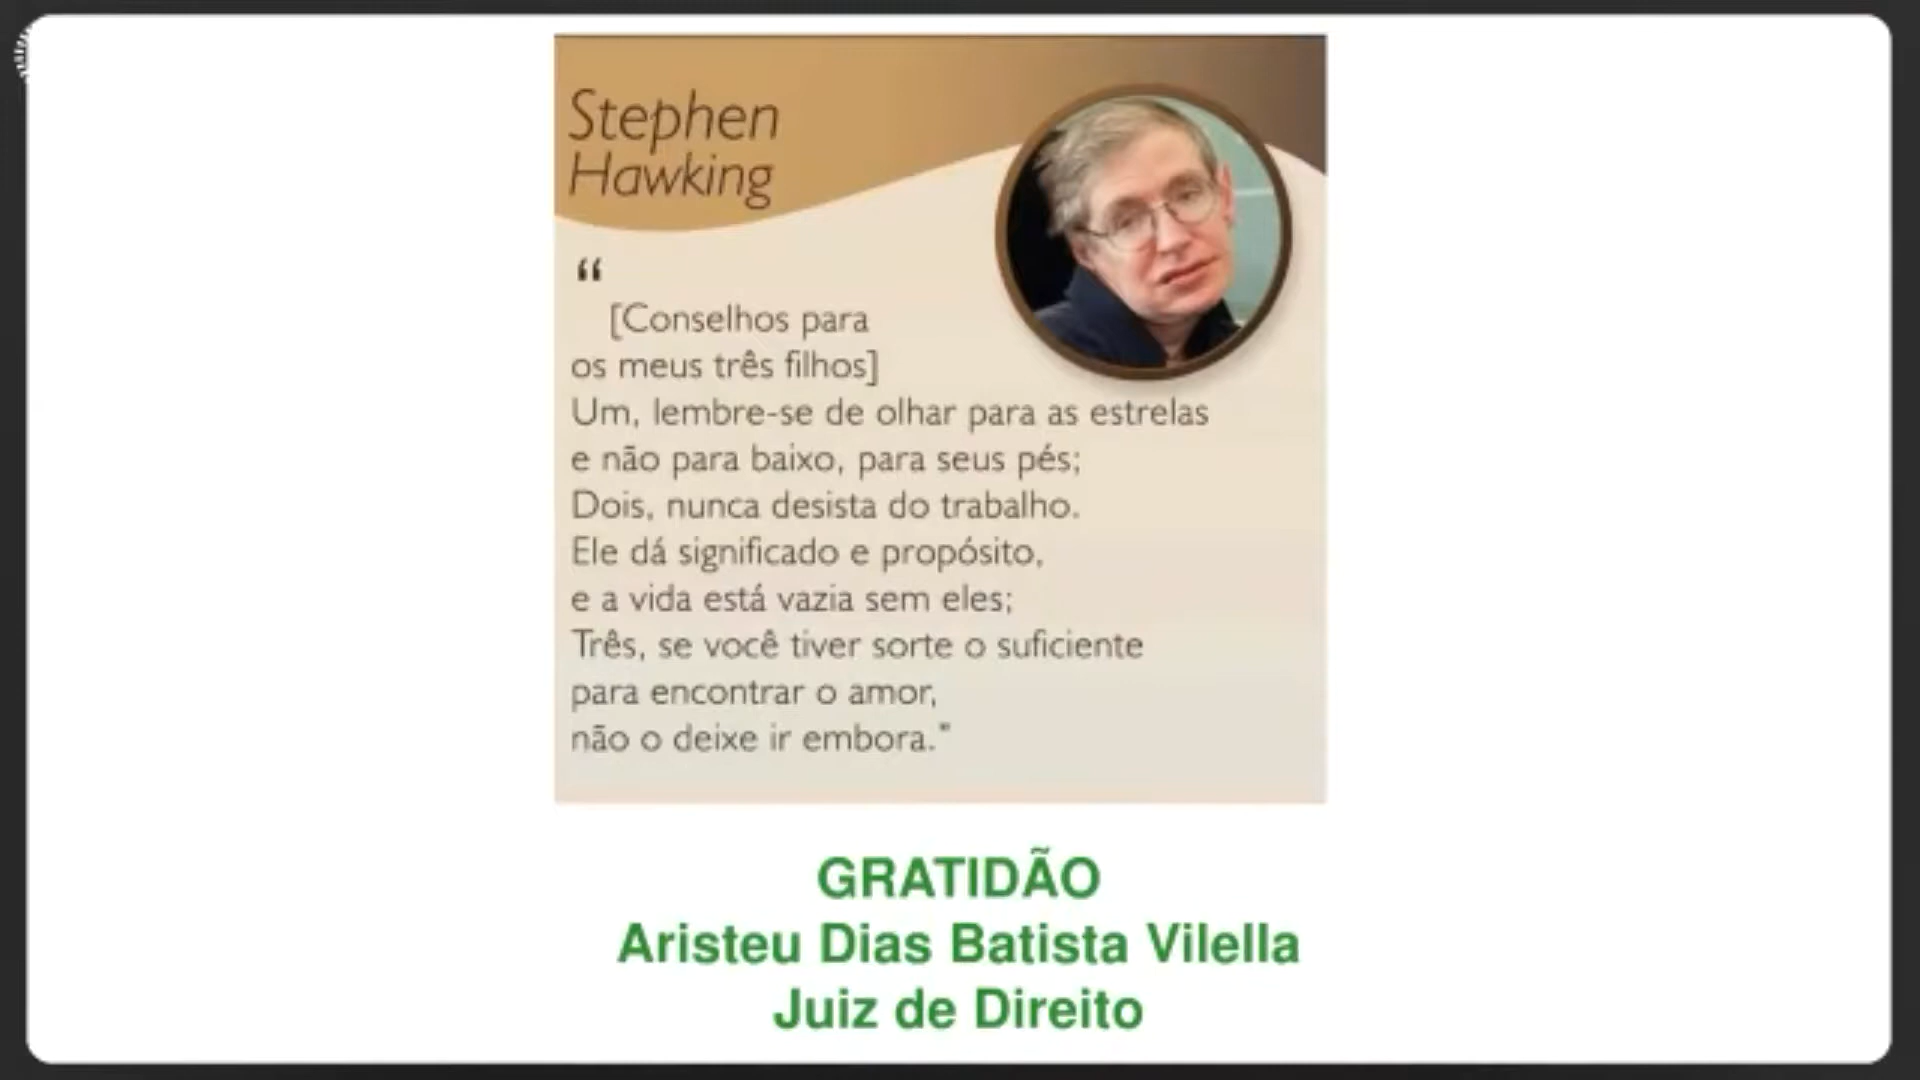 Stephen
Hawking
“
[Conselhos para
os meus três filhos]
Um, lembre-se de olhar para as estrelas
e não para baixo, para seus pés;
Dois, nunca desista do trabalho.
Ele dá significado e propósito,
e a vida está vazia sem eles;
Três, se você tiver sorte o suficiente
para encontrar o amor,
não o deixe ir embora."
GRATIDÃO
Aristeu Dias Batista Vilella
Juiz de Direito